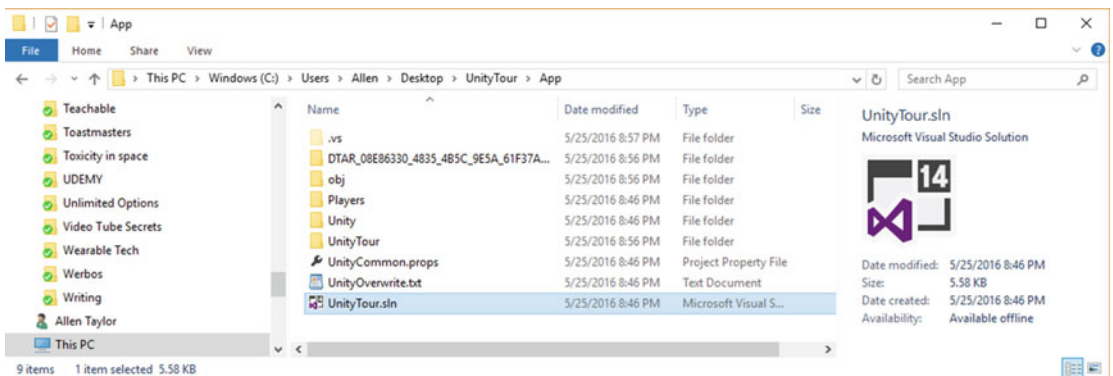 App
File Home Share View
This PC > Windows (C:) > Users > Allen > Desktop > UnityTour > App
Search App
Teachable
Toastmasters
Toxicity in space
UDEMY
Unlimited Options
Video Tube Secrets
Wearable Tech
Werbos
Writing
Allen Taylor
This PC
Name Date modified Type Size
.vs 5/25/2016 8:57 PM File folder
DTAR_08E86330_4835_4B5C_9E5A_61F37A... 5/25/2016 8:56 PM File folder
obj 5/25/2016 8:56 PM File folder
Players 5/25/2016 8:46 PM File folder
Unity 5/25/2016 8:46 PM File folder
UnityTour 5/25/2016 8:56 PM File folder
UnityCommon.props 5/25/2016 8:46 PM Project Property File
UnityOverwrite.txt 5/25/2016 8:46 PM Text Document
UnityTour.sln 5/25/2016 8:46 PM Microsoft Visual S...
UnityTour.sln
Microsoft Visual Studio Solution
14
Date modified: 5/25/2016 8:46 PM
Size: 5.58 KB
Date created: 5/25/2016 8:46 PM
Availability: Available offline
9 items 1 item selected 5.58 KB